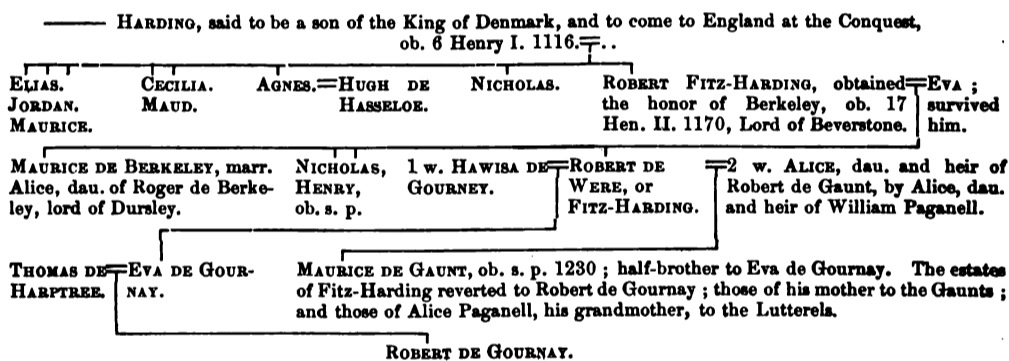 HARDING, said to be a son of the King of Denmark, and to come to England at the Conquest,
ob. 6 Henry I. 1116.=..
ELIAS.
JORDAN.
MAURICE.
CECILIA.
MAUD.
AGNES.=HUGH DE
HASSELOE.
NICHOLAS.
ROBERT FITZ-HARDING, obtained=EVA ;
the honor of Berkeley, ob. 17 survived
Hen. II. 1170, Lord of Beverstone. him.
MAURICE DE BERKELEY, marr.
Alice, dau. of Roger de Berke-
ley, lord of Dursley.
NICHOLAS,
HENRY,
ob. s. p.
1 w. HAWISA DE=ROBERT DE =2 w. ALICE, dau. and heir of
GOURNEY. WERE, or Robert de Gaunt, by Alice, dau.
FITZ-HARDING. and heir of William Paganell.
THOMAS DE=EVA DE GOUR-
HARPTREE. NAY.
MAURICE DE GAUNT, ob. s. p. 1230 ; half-brother to Eva de Gournay. The estates
of Fitz-Harding reverted to Robert de Gournay ; those of his mother to the Gaunts ;
and those of Alice Paganell, his grandmother, to the Lutterels.
ROBERT DE GOURNAY.